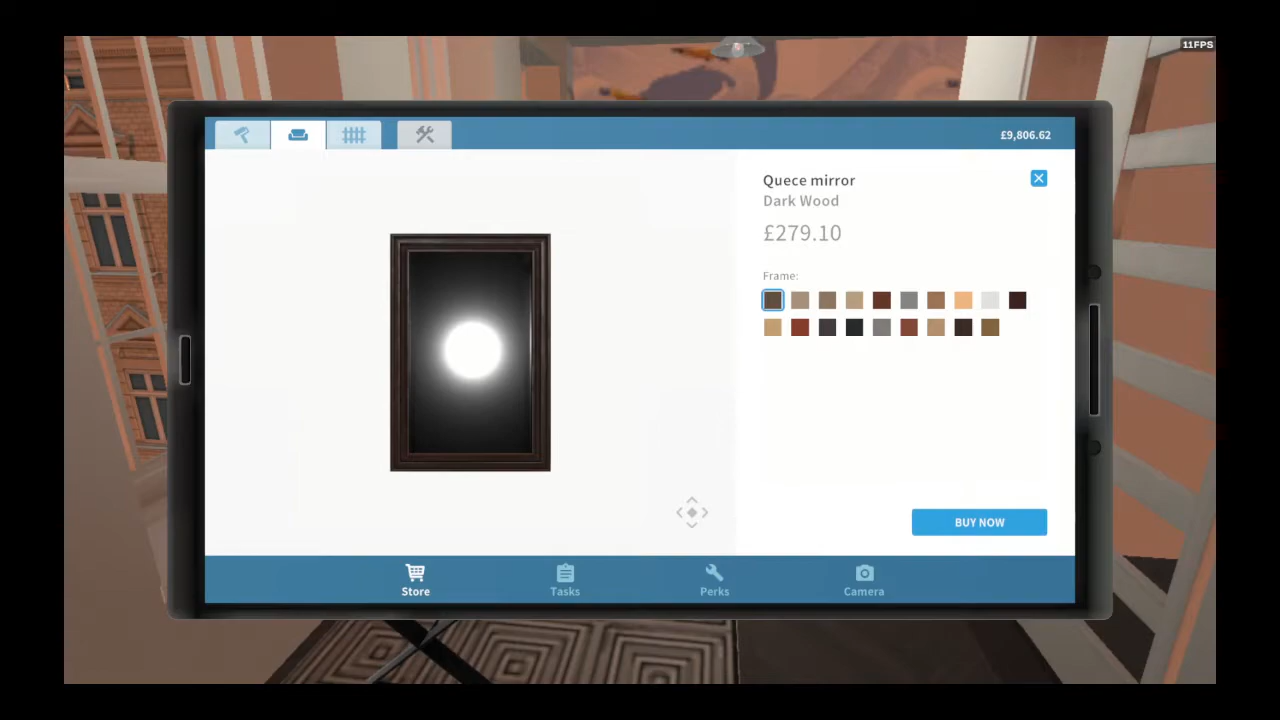 11FPS
£9,806.62
Quece mirror
Dark Wood
£279.10
Frame:
BUY NOW
Store
Tasks
Perks
Camera